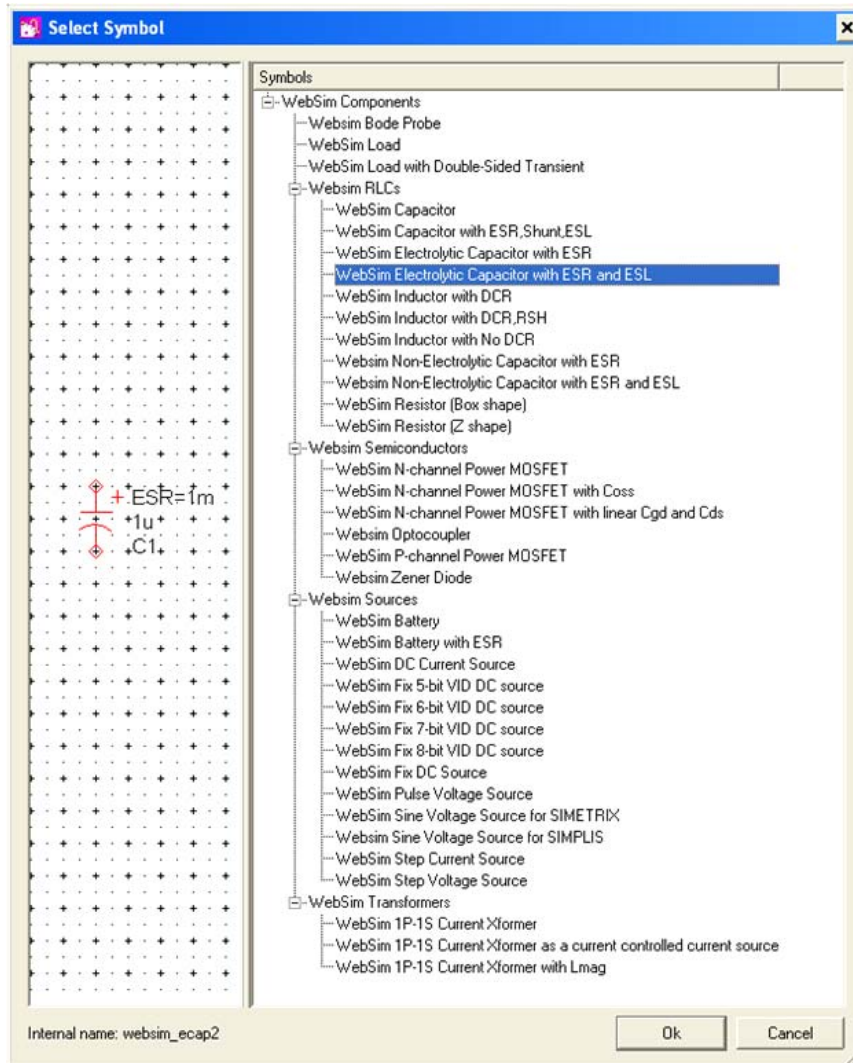 Select Symbol
Symbols
WebSim Components
Websim Bode Probe
WebSim Load
WebSim Load with Double-Sided Transient
Websim RLCs
WebSim Capacitor
WebSim Capacitor with ESR,Shunt,ESL
WebSim Electrolytic Capacitor with ESR
WebSim Electrolytic Capacitor with ESR and ESL
WebSim Inductor with DCR
WebSim Inductor with DCR,RSH
WebSim Inductor with No DCR
Websim Non-Electrolytic Capacitor with ESR
Websim Non-Electrolytic Capacitor with ESR and ESL
WebSim Resistor (Box shape)
WebSim Resistor (Z shape)
Websim Semiconductors
WebSim N-channel Power MOSFET
WebSim N-channel Power MOSFET with Coss
WebSim N-channel Power MOSFET with linear Cgd and Cds
Websim Optocoupler
WebSim P-channel Power MOSFET
Websim Zener Diode
Websim Sources
WebSim Battery
WebSim Battery with ESR
WebSim DC Current Source
WebSim Fix 5-bit VID DC source
WebSim Fix 6-bit VID DC source
WebSim Fix 7-bit VID DC source
WebSim Fix 8-bit VID DC source
WebSim Fix DC Source
WebSim Pulse Voltage Source
WebSim Sine Voltage Source for SIMETRIX
Websim Sine Voltage Source for SIMPLIS
WebSim Step Current Source
WebSim Step Voltage Source
WebSim Transformers
WebSim 1P-1S Current Xformer
WebSim 1P-1S Current Xformer as a current controlled current source
WebSim 1P-1S Current Xformer with Lmag
ESR=1m
1u
C1
Internal name: websim_ecap2
Ok
Cancel